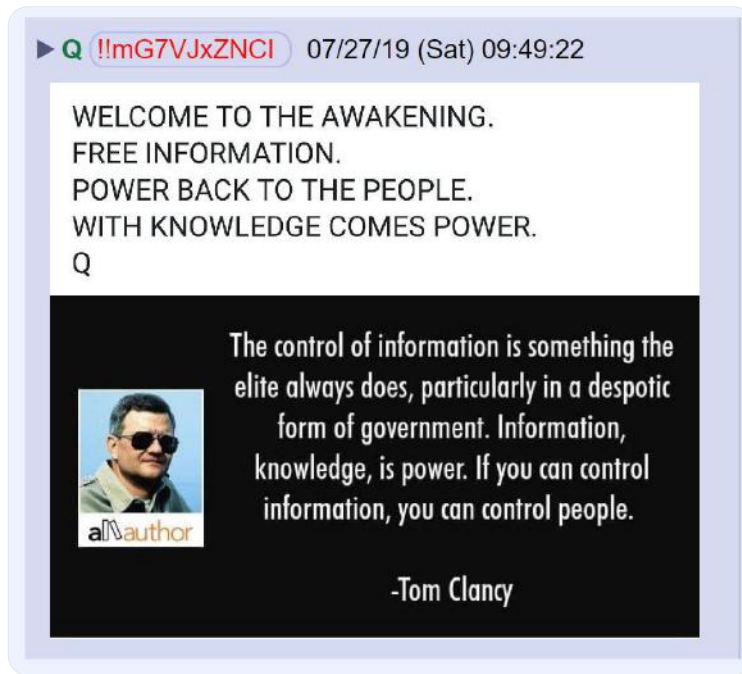 ▶ Q !!mG7VJxZNCI 07/27/19 (Sat) 09:49:22
WELCOME TO THE AWAKENING.
FREE INFORMATION.
POWER BACK TO THE PEOPLE.
WITH KNOWLEDGE COMES POWER.
Q
The control of information is something the
elite always does, particularly in a despotic
form of government. Information,
knowledge, is power. If you can control
information, you can control people.
allauthor
-Tom Clancy